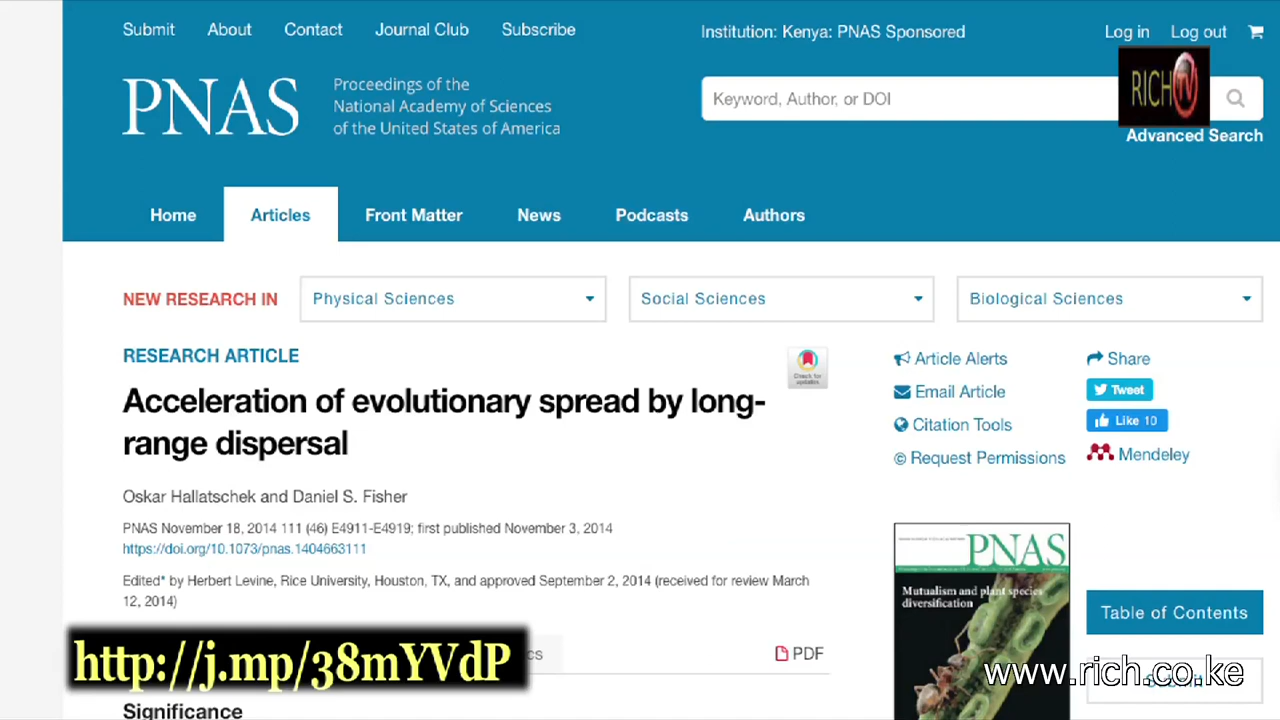 Submit About Contact Journal Club Subscribe Institution: Kenya: PNAS Sponsored Log in Log out
PNAS
Proceedings of the
National Academy of Sciences
of the United States of America
Keyword, Author, or DOI
RICH TV
Advanced Search
Home Articles Front Matter News Podcasts Authors
NEW RESEARCH IN Physical Sciences Social Sciences Biological Sciences
RESEARCH ARTICLE
Check for
updates
Acceleration of evolutionary spread by long-
range dispersal
Oskar Hallatschek and Daniel S. Fisher
PNAS November 18, 2014 111 (46) E4911-E4919; first published November 3, 2014
https://doi.org/10.1073/pnas.1404663111
Edited* by Herbert Levine, Rice University, Houston, TX, and approved September 2, 2014 (received for review March
12, 2014)
Article Alerts Share
Email Article Tweet
Citation Tools Like 10
© Request Permissions Mendeley
PNAS
Mutualism and plant species
diversification
Table of Contents
Submit
http://j.mp/38mYVdP
PDF
www.rich.co.ke
Significance